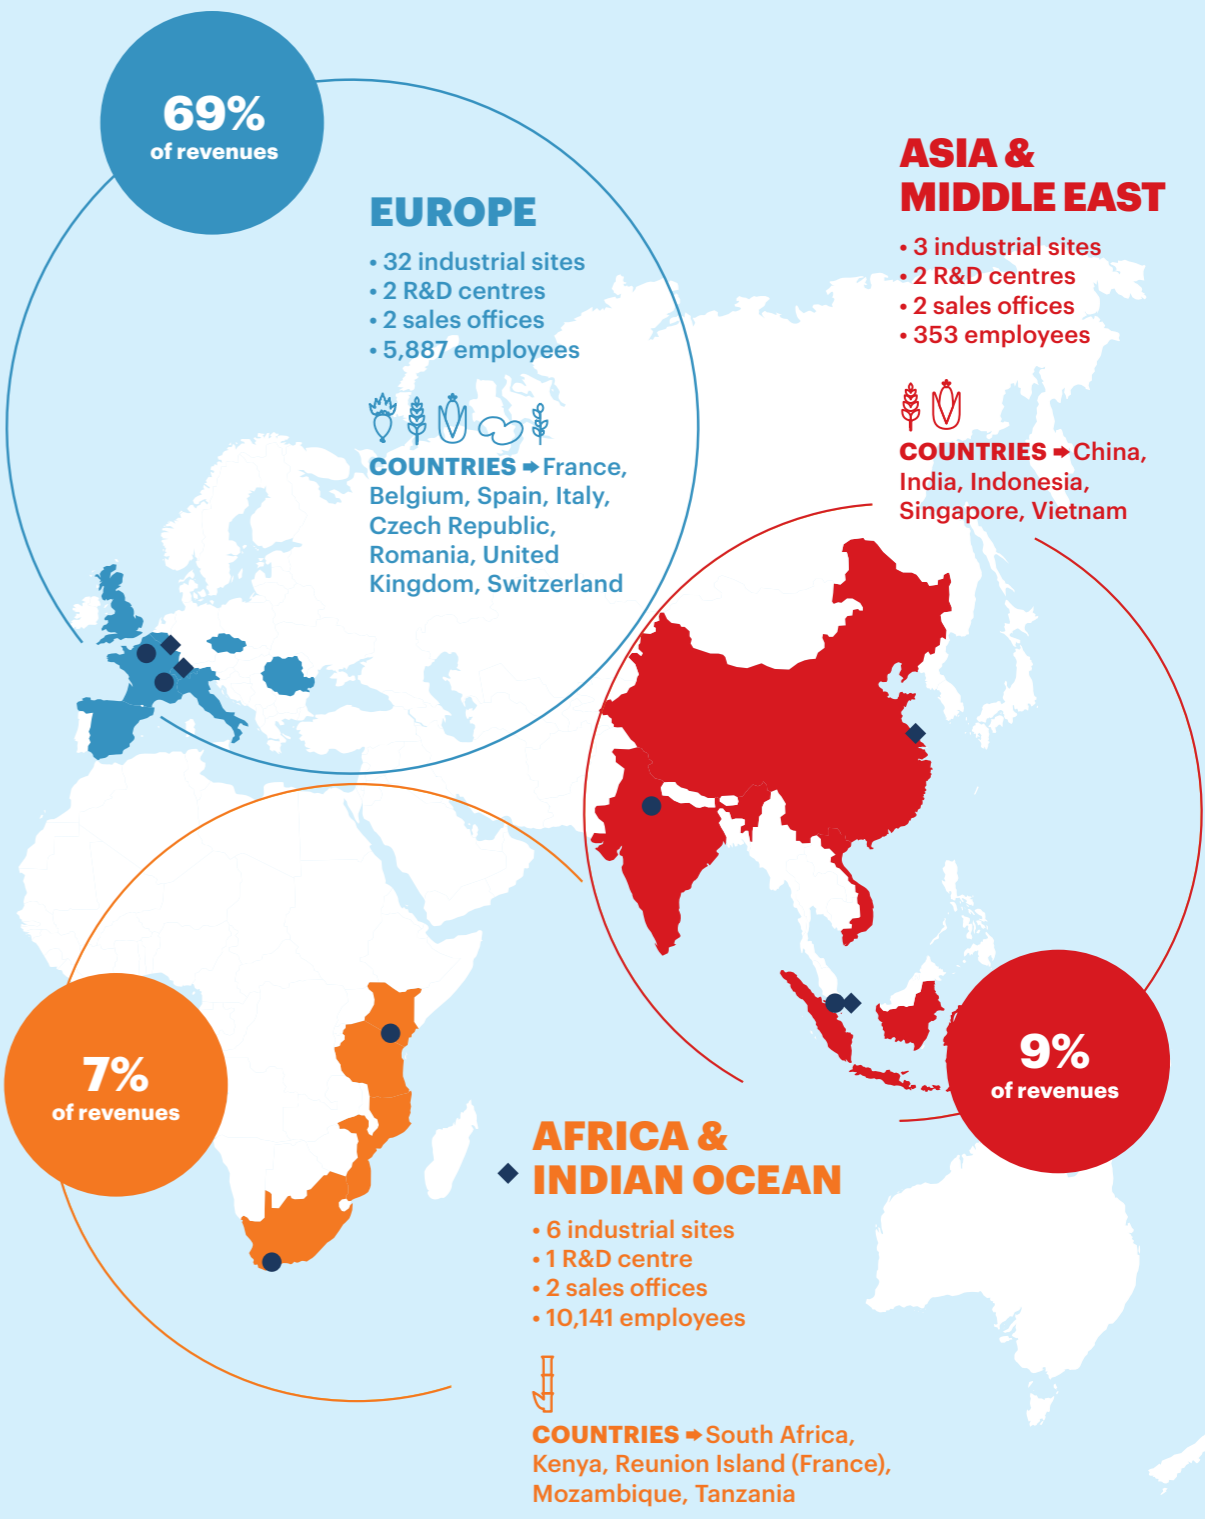 69%
of revenues
EUROPE
• 32 industrial sites
• 2 R&D centres
• 2 sales offices
• 5,887 employees
COUNTRIES ➡ France,
Belgium, Spain, Italy,
Czech Republic,
Romania, United
Kingdom, Switzerland
ASIA &
MIDDLE EAST
• 3 industrial sites
• 2 R&D centres
• 2 sales offices
• 353 employees
COUNTRIES ➡ China,
India, Indonesia,
Singapore, Vietnam
9%
of revenues
7%
of revenues
AFRICA &
INDIAN OCEAN
• 6 industrial sites
• 1 R&D centre
• 2 sales offices
• 10,141 employees
COUNTRIES ➡ South Africa,
Kenya, Reunion Island (France),
Mozambique, Tanzania